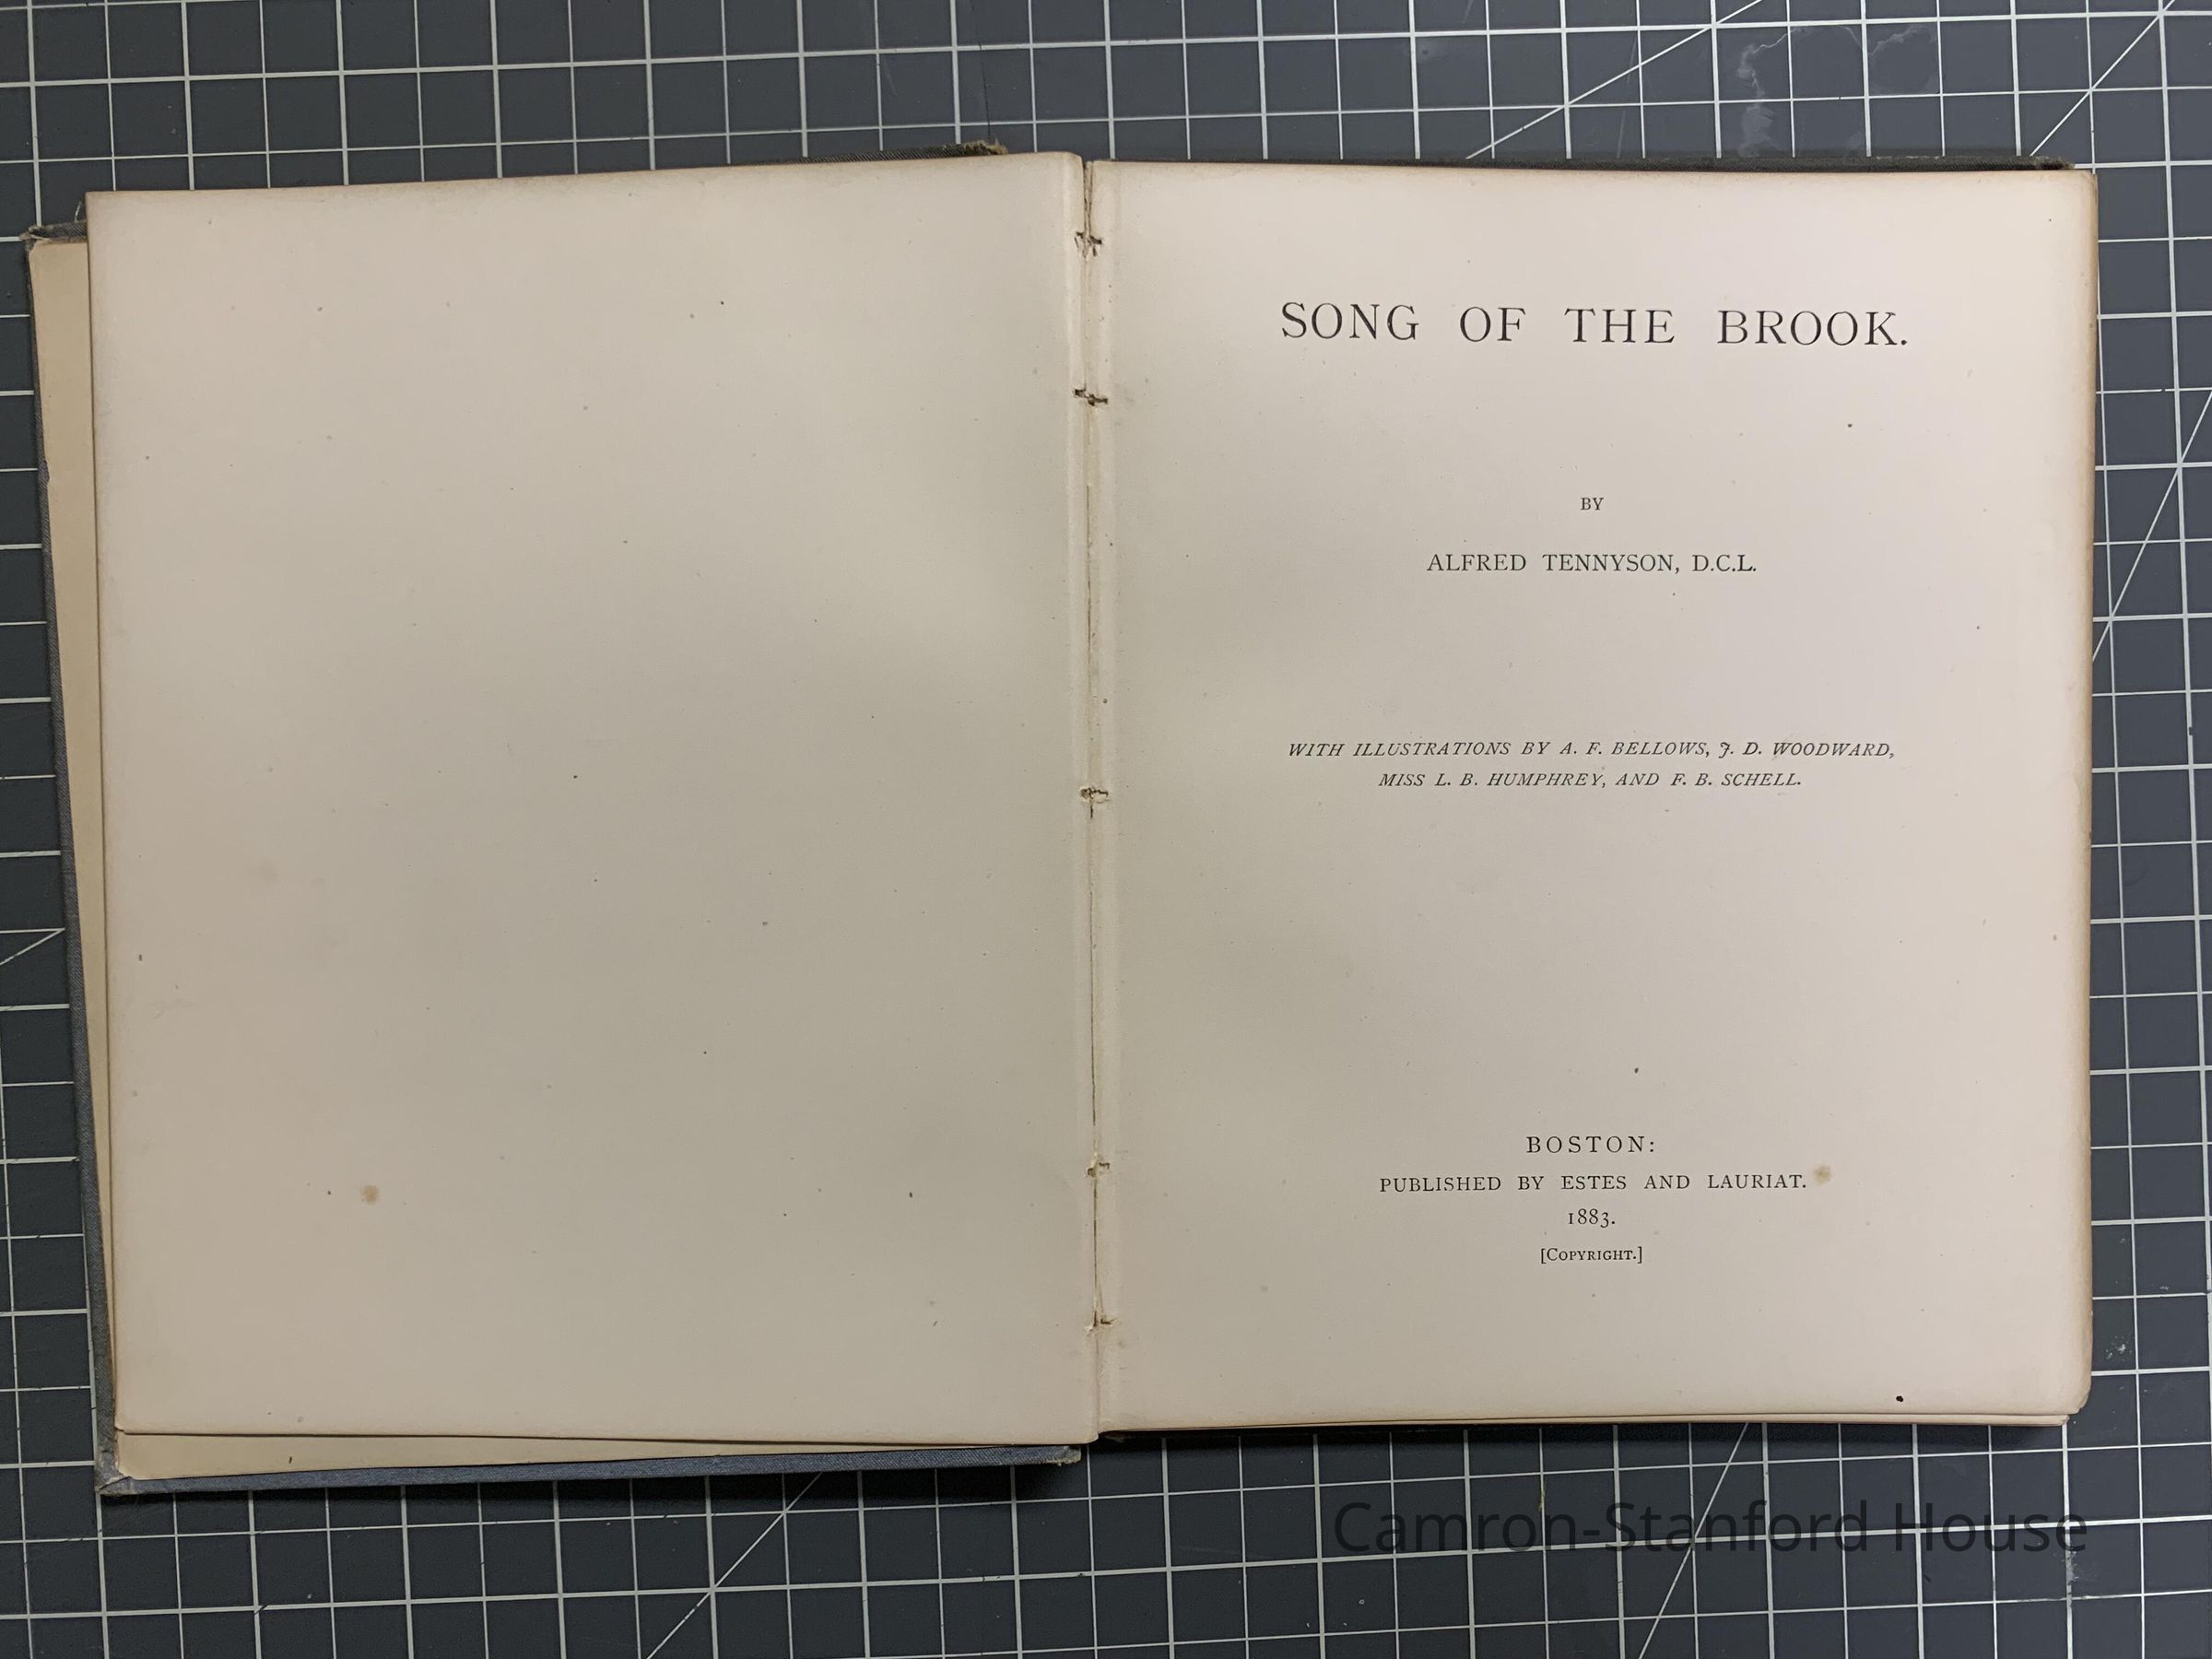 SONG OF THE BROOK.
BY
ALFRED TENNYSON, D.C.L.
WITH ILLUSTRATIONS BY A. F. BELLOWS, J. D. WOODWARD,
MISS L. B. HUMPHREY, AND F. B. SCHELL.
BOSTON:
PUBLISHED BY ESTES AND LAURIAT.
1883.
[COPYRIGHT.]
Camron-Stanford House